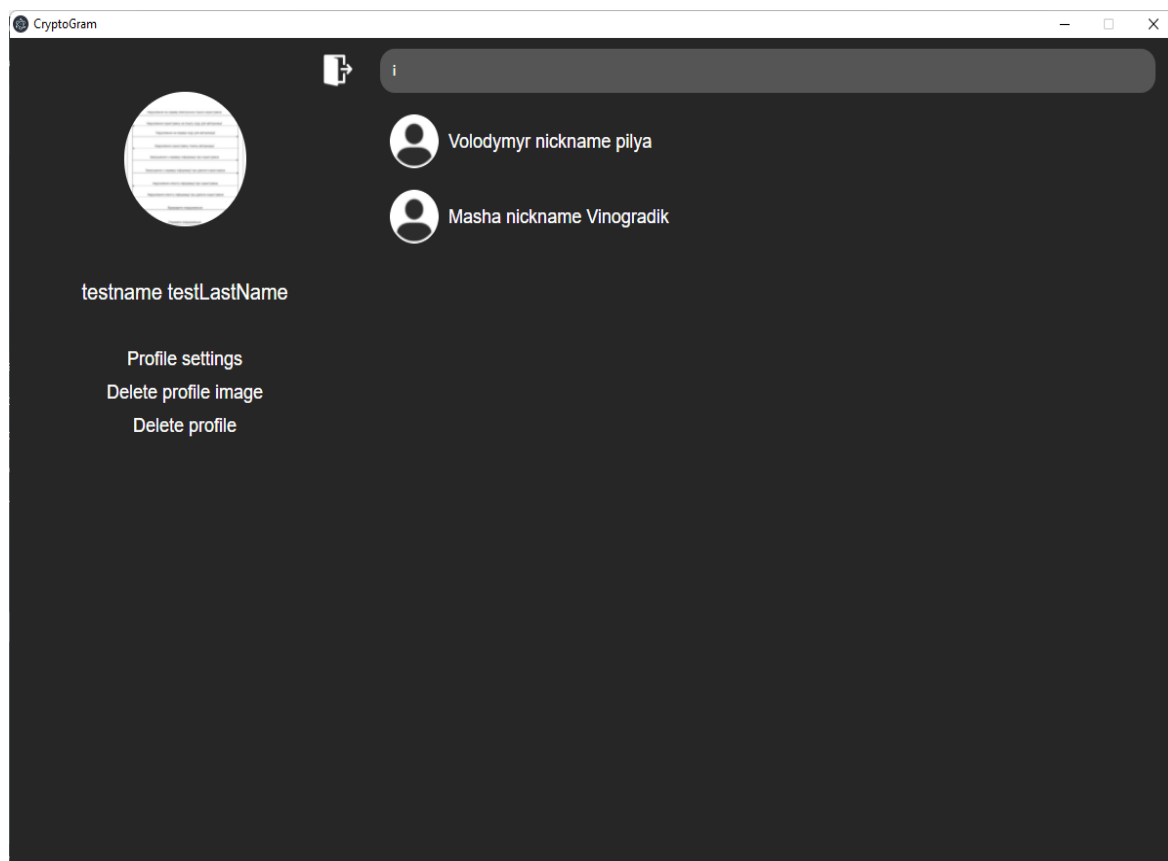 CryptoGram
i
Volodymyr nickname pilya
Masha nickname Vinogradik
testname testLastName
Profile settings
Delete profile image
Delete profile